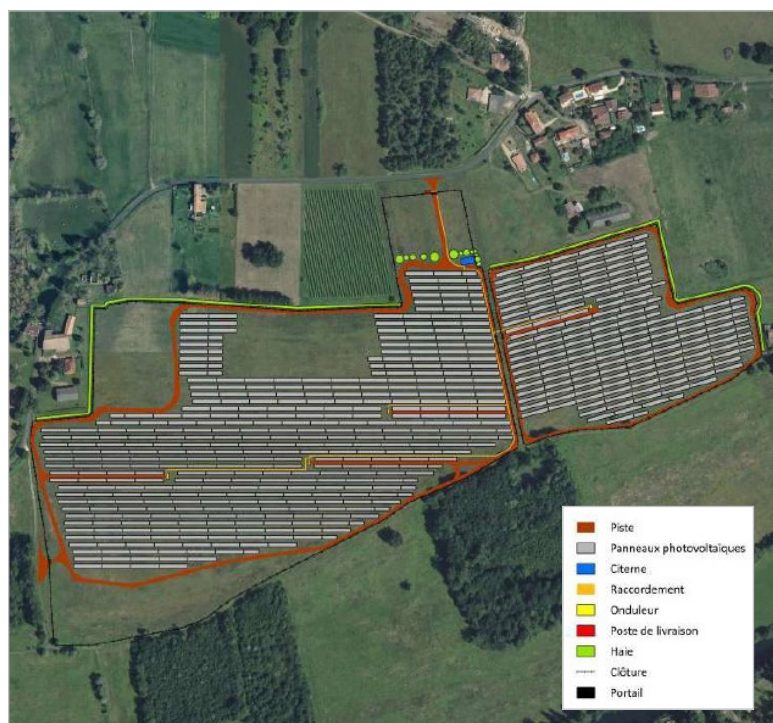 Piste
Panneaux photovoltaïques
Citerne
Raccordement
Onduleur
Poste de livraison
Haie
Clôture
Portail